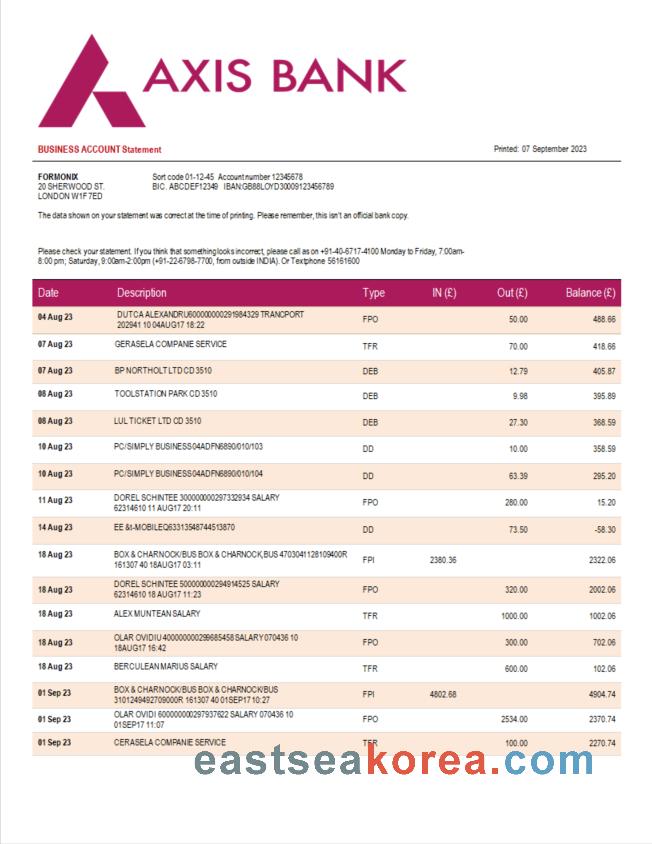 AXIS BANK
BUSINESS ACCOUNT Statement Printed: 07 September 2023
FORMONIX Sort code 01-12-45 Account number 12345678
20 SHERWOOD ST. BIC. ABCDEF12349 IBAN:GB88LOYD30009123456789
LONDON W1F 7ED
The data shown on your statement was correct at the time of printing. Please remember, this isn't an official bank copy.
Please check your statement. If you think that something looks incorrect, please call as on +91-40-6717-4100 Monday to Friday, 7:00am-
8:00 pm; Saturday, 9:00am-2:00pm (+91-22-6798-7700, from outside INDIA). Or Textphone 56161600
Date Description Type IN (£) Out (£) Balance (£)
04 Aug 23 DUTCA ALEXANDRU600000000291984329 TRANCPORT FPO 50.00 488.66
202941 10 04AUG17 18:22
07 Aug 23 GERASELA COMPANIE SERVICE TFR 70.00 418.66
07 Aug 23 BP NORTHOLT LTD CD 3510 DEB 12.79 405.87
08 Aug 23 TOOLSTATION PARK CD 3510 DEB 9.98 395.89
08 Aug 23 LUL TICKET LTD CD 3510 DEB 27.30 368.59
10 Aug 23 PC/SIMPLY BUSINESS04ADFN6890/010/103 DD 10.00 358.59
10 Aug 23 PC/SIMPLY BUSINESS04ADFN6890/010/104 DD 63.39 295.20
11 Aug 23 DOREL SCHINTEE 300000000297332934 SALARY FPO 280.00 15.20
62314610 11 AUG17 20:11
14 Aug 23 EE &t-MOBILEQ63313548744513870 DD 73.50 -58.30
18 Aug 23 BOX & CHARNOCK/BUS BOX & CHARNOCK,BUS 4703041128109400R FPI 2380.36 2322.06
161307 40 18AUG17 03:11
18 Aug 23 DOREL SCHINTEE 500000000294914525 SALARY FPO 320.00 2002.06
62314610 18 AUG17 11:23
18 Aug 23 ALEX MUNTEAN SALARY TFR 1000.00 1002.06
18 Aug 23 OLAR OVIDIU 400000000299685458 SALARY 070436 10 FPO 300.00 702.06
18AUG17 16:42
18 Aug 23 BERCULEAN MARIUS SALARY TFR 600.00 102.06
01 Sep 23 BOX & CHARNOCK/BUS BOX & CHARNOCK/BUS FPI 4802.68 4904.74
3101249492709000R 161307 40 01SEP17 10:27
01 Sep 23 OLAR OVIDI 600000000297937622 SALARY 070436 10 FPO 2534.00 2370.74
01SEP17 11:07
01 Sep 23 CERASELA COMPANIE SERVICE TFR 100.00 2270.74
eastseakorea.com